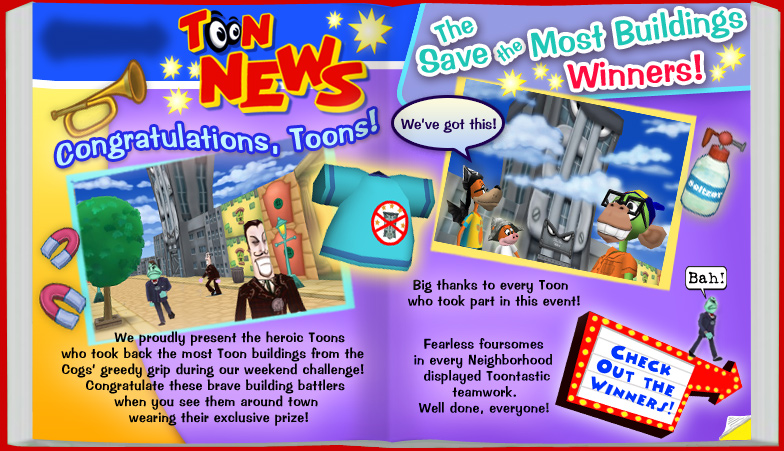 Toon
News
Congratulations, Toons!
We proudly present the heroic Toons
who took back the most Toon buildings from the
Cogs' greedy grip during our weekend challenge!
Congratulate these brave building battlers
when you see them around town
wearing their exclusive prize!
The
Save the Most Buildings
Winners!
We've got this!
Seltzer
Big thanks to every Toon
who took part in this event!
Bah!
Fearless foursomes
in every Neighborhood
displayed Toontastic
teamwork.
Well done, everyone!
Check
Out the
Winners!